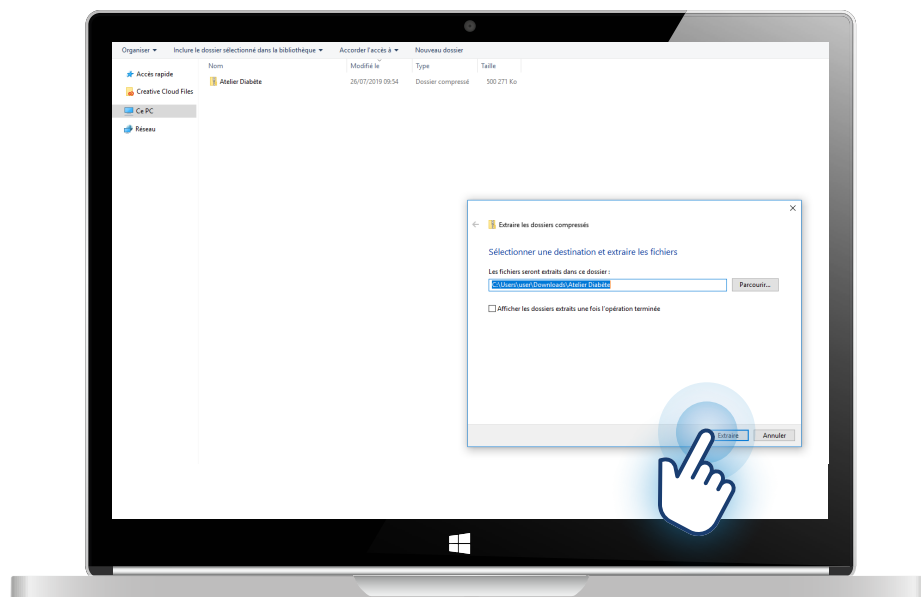 Organiser Inclure le dossier sélectionné dans la bibliothèque Accorder l'accès à Nouveau dossier
Nom Modifié le Type Taille
Accès rapide
Atelier Diabète 26/07/2019 09:54 Dossier compressé 500 271 Ko
Creative Cloud Files
Ce PC
Réseau
Extraire les dossiers compressés
Sélectionner une destination et extraire les fichiers
Les fichiers seront extraits dans ce dossier :
C:\Users\user\Downloads\Atelier Diabète
Parcourir...
Afficher les dossiers extraits une fois l'opération terminée
Extraire Annuler